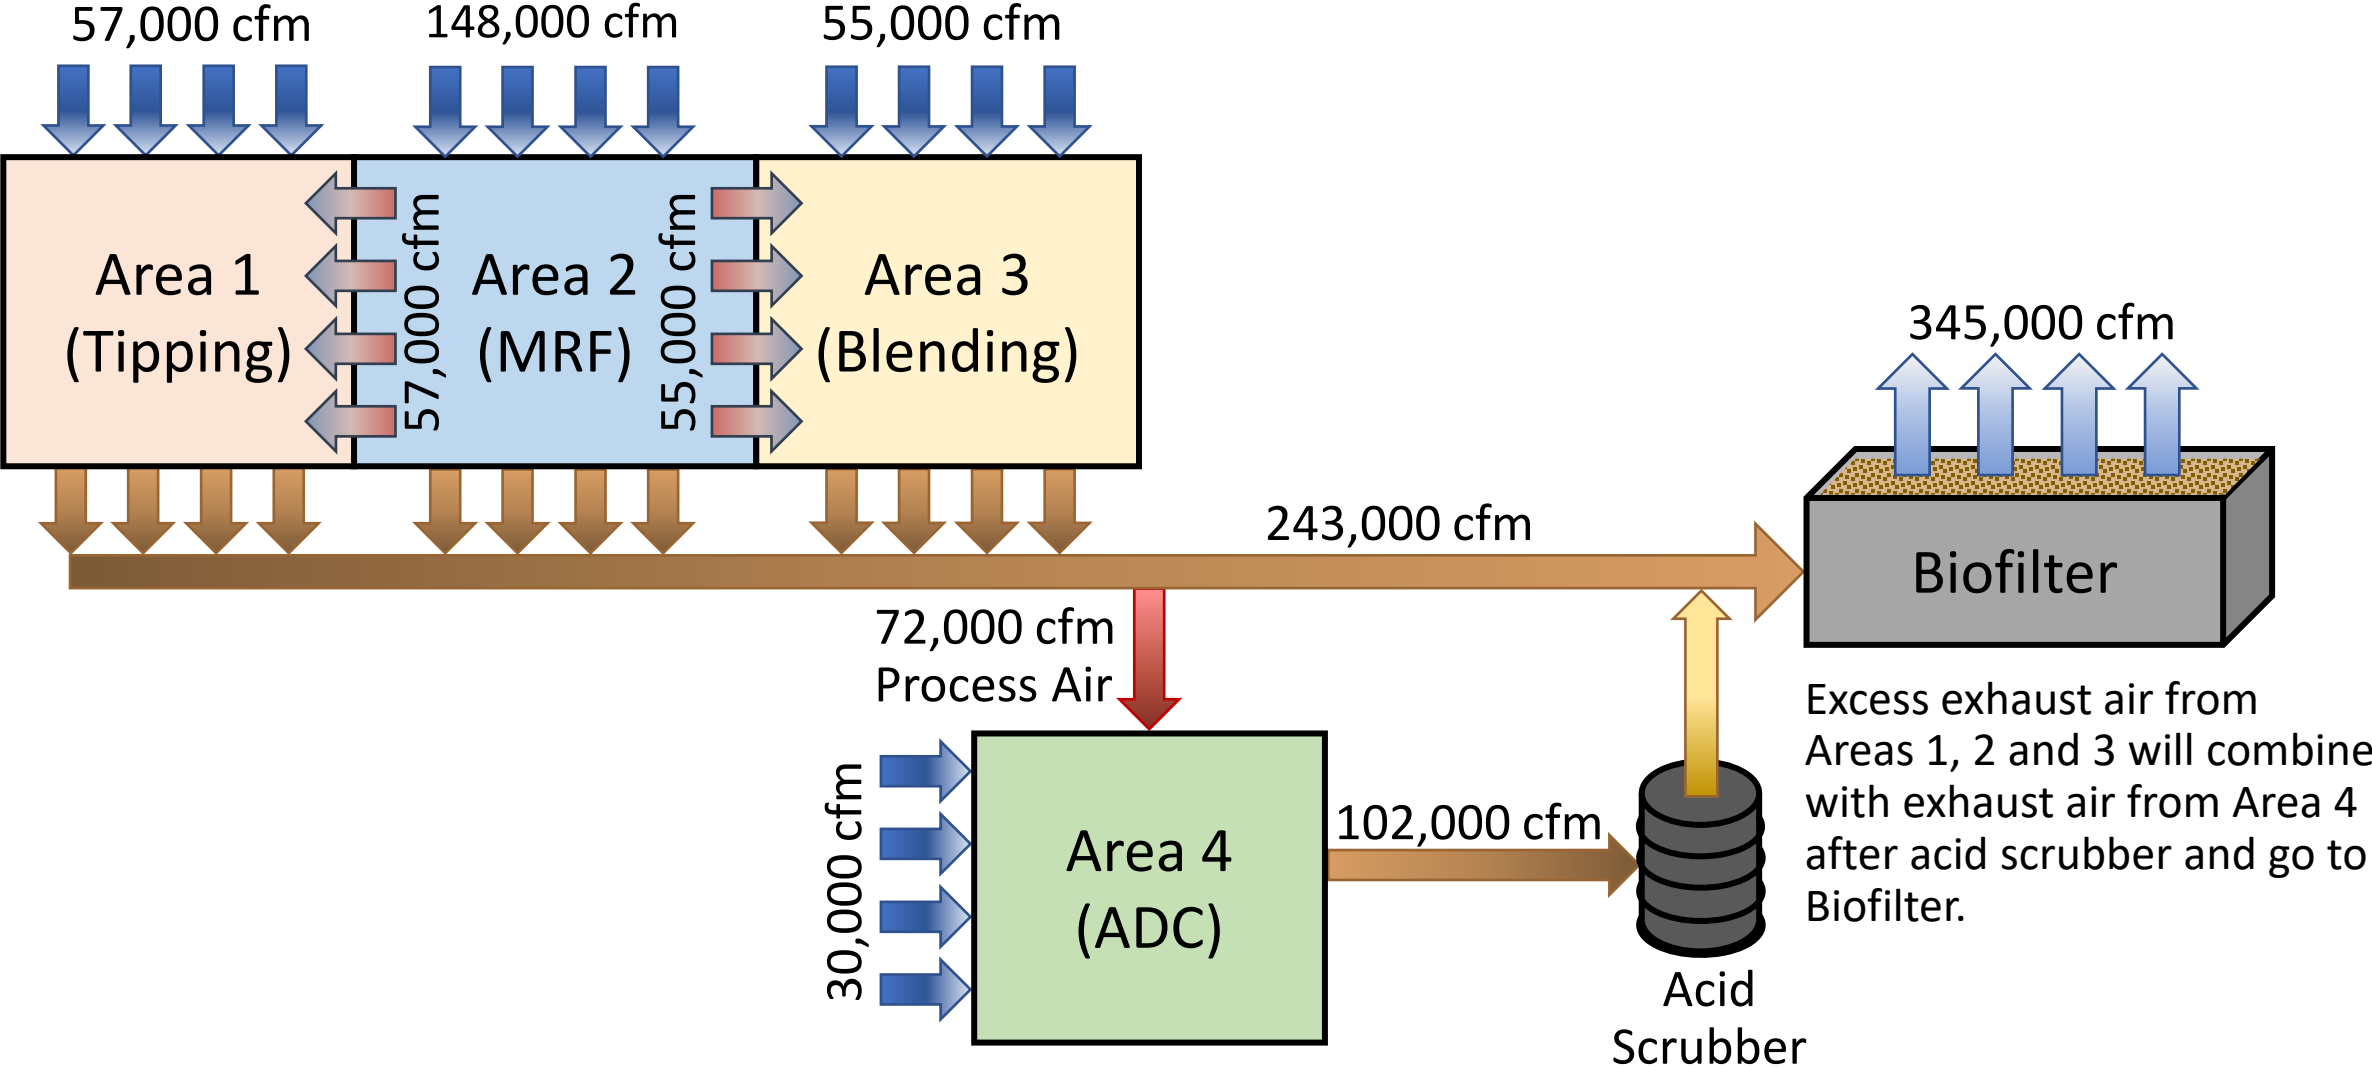 57,000 cfm
148,000 cfm
55,000 cfm
Area 1
(Tipping)
57,000 cfm
Area 2
(MRF)
55,000 cfm
Area 3
(Blending)
345,000 cfm
243,000 cfm
Biofilter
72,000 cfm
Process Air
30,000 cfm
Area 4
(ADC)
102,000 cfm
Acid
Scrubber
Excess exhaust air from
Areas 1, 2 and 3 will combine
with exhaust air from Area 4
after acid scrubber and go to
Biofilter.